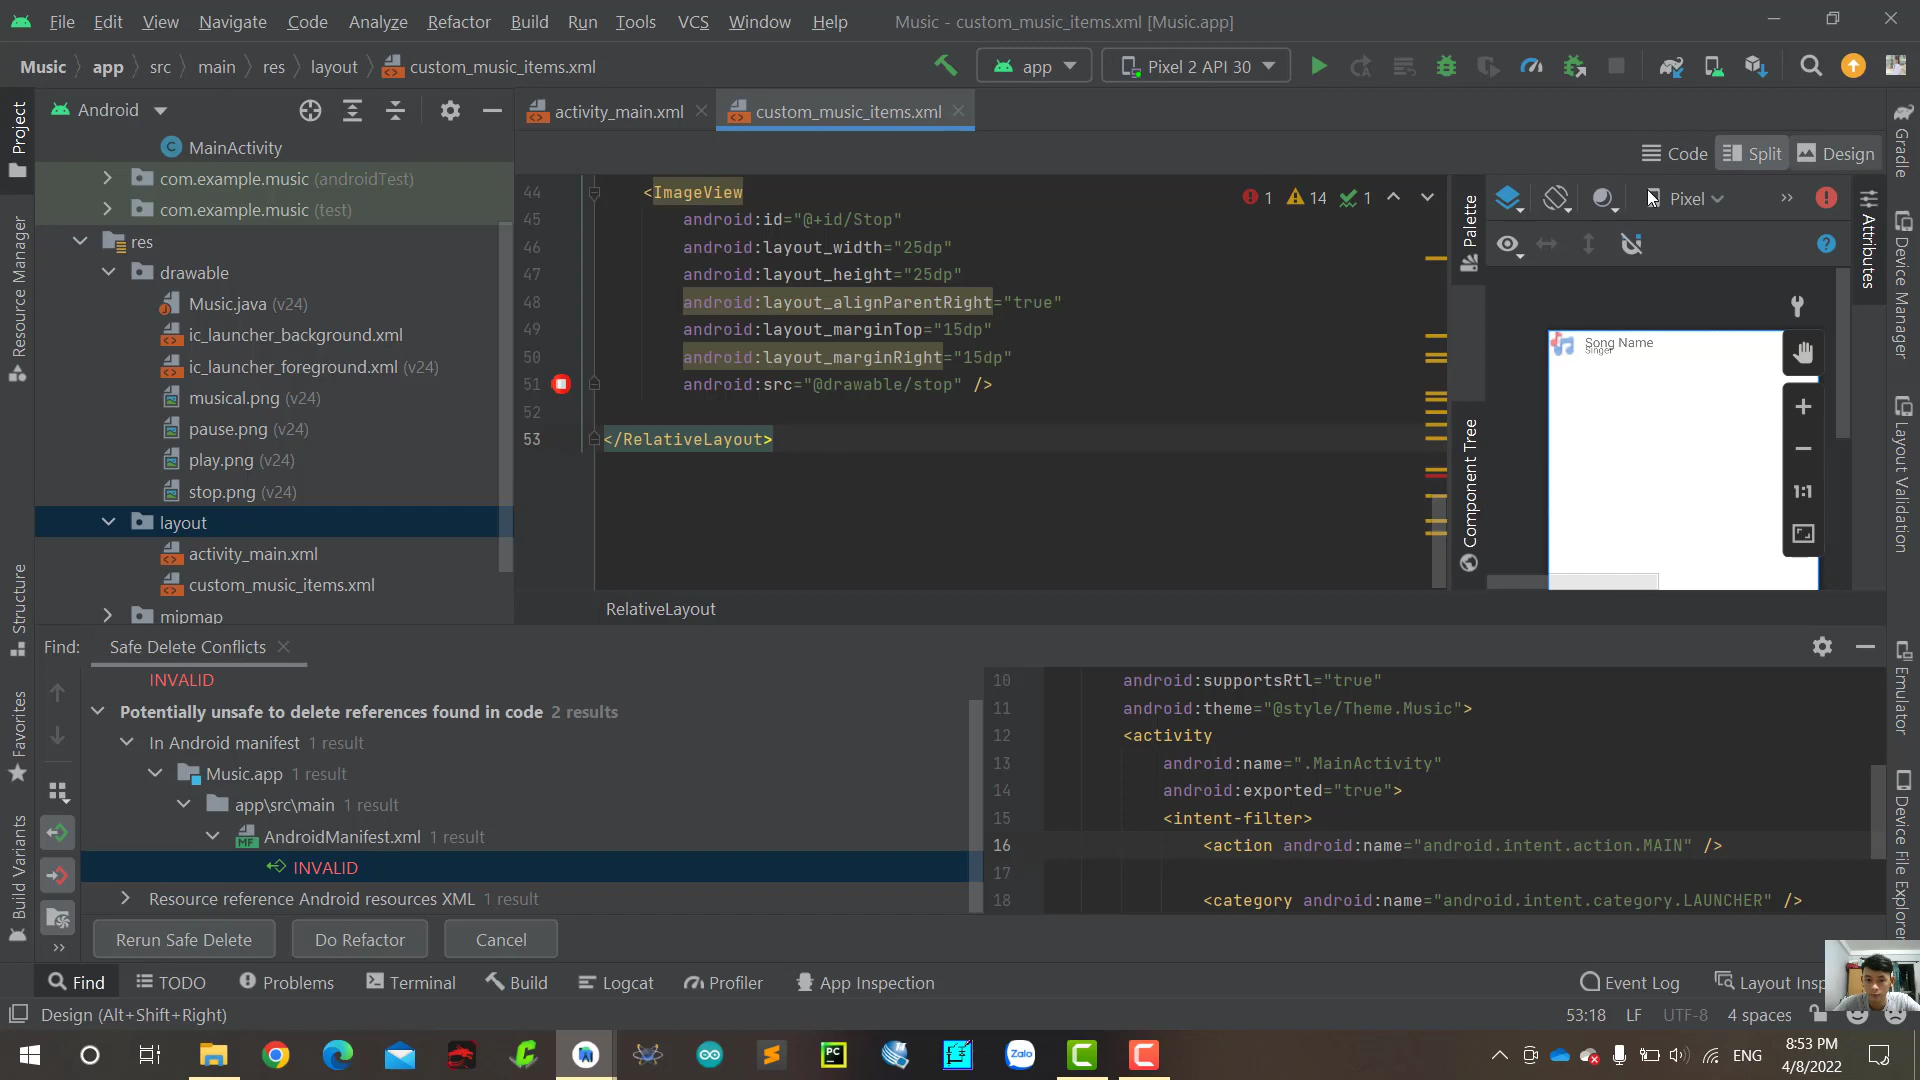 File Edit View Navigate Code Analyze Refactor Build Run Tools VCS Window Help Music - custom_music_items.xml [Music.app]
Music app src main res layout custom_music_items.xml app Pixel 2 API 30
Android
activity_main.xml custom_music_items.xml
Code Split Design
Project
Resource Manager
Structure
Favorites
Build Variants
MainActivity
com.example.music (androidTest)
com.example.music (test)
res
drawable
Music.java (v24)
ic_launcher_background.xml
ic_launcher_foreground.xml (v24)
musical.png (v24)
pause.png (v24)
play.png (v24)
stop.png (v24)
layout
activity_main.xml
custom_music_items.xml
mipmap
1 14 1
44 <ImageView
45 android:id="@+id/Stop"
46 android:layout_width="25dp"
47 android:layout_height="25dp"
48 android:layout_alignParentRight="true"
49 android:layout_marginTop="15dp"
50 android:layout_marginRight="15dp"
51 android:src="@drawable/stop" />
52
53 </RelativeLayout>
RelativeLayout
Palette
Component Tree
Pixel
Song Name
Singer
1:1
Attributes
Gradle
Device Manager
Layout Validation
Emulator
Device File Explorer
Find: Safe Delete Conflicts
INVALID
Potentially unsafe to delete references found in code 2 results
In Android manifest 1 result
Music.app 1 result
app\src\main 1 result
AndroidManifest.xml 1 result
INVALID
Resource reference Android resources XML 1 result
Rerun Safe Delete Do Refactor Cancel
10 android:supportsRtl="true"
11 android:theme="@style/Theme.Music">
12 <activity
13 android:name=".MainActivity"
14 android:exported="true">
15 <intent-filter>
16 <action android:name="android.intent.action.MAIN" />
17
18 <category android:name="android.intent.category.LAUNCHER" />
Find TODO Problems Terminal Build Logcat Profiler App Inspection Event Log Layout Insp
Design (Alt+Shift+Right) 53:18 LF UTF-8 4 spaces
PC Zalo ENG
8:53 PM
4/8/2022